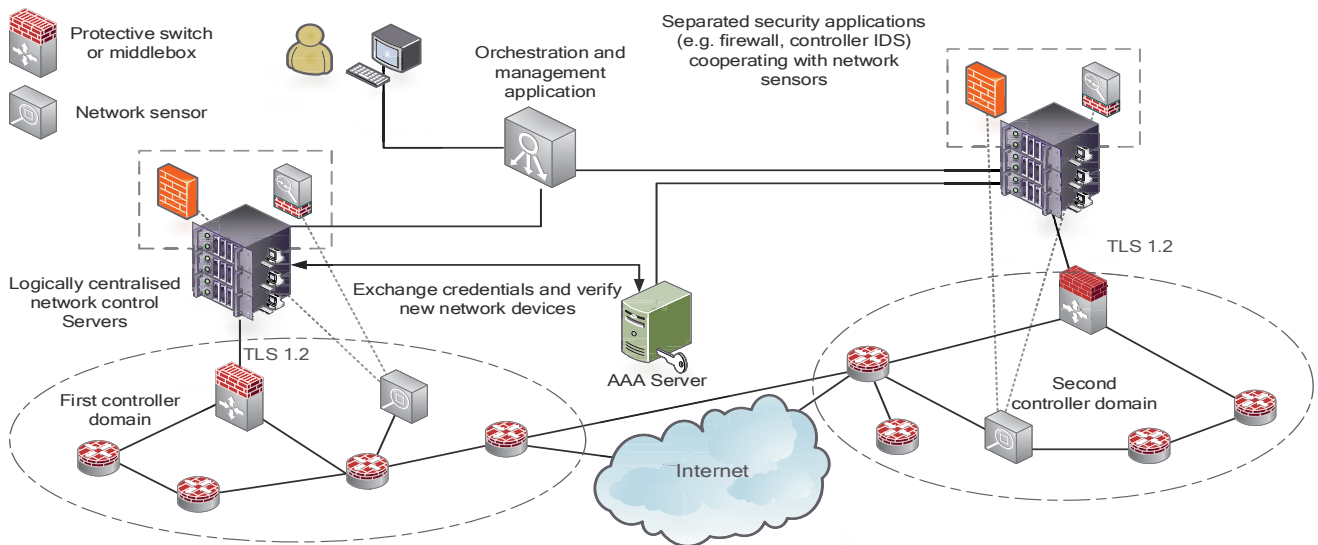 Protective switch
or middlebox
Network sensor
Orchestration and
management
application
Separated security applications
(e.g. firewall, controller IDS)
cooperating with network
sensors
Logically centralised
network control
Servers
Exchange credentials and verify
new network devices
TLS 1.2
TLS 1.2
AAA Server
First controller
domain
Second
controller domain
Internet